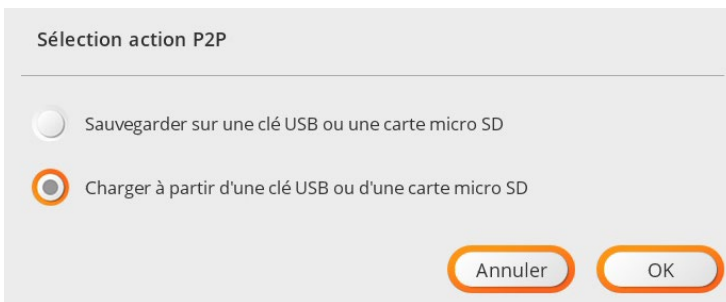 Sélection action P2P
Sauvegarder sur une clé USB ou une carte micro SD
Charger à partir d'une clé USB ou d'une carte micro SD
Annuler
OK